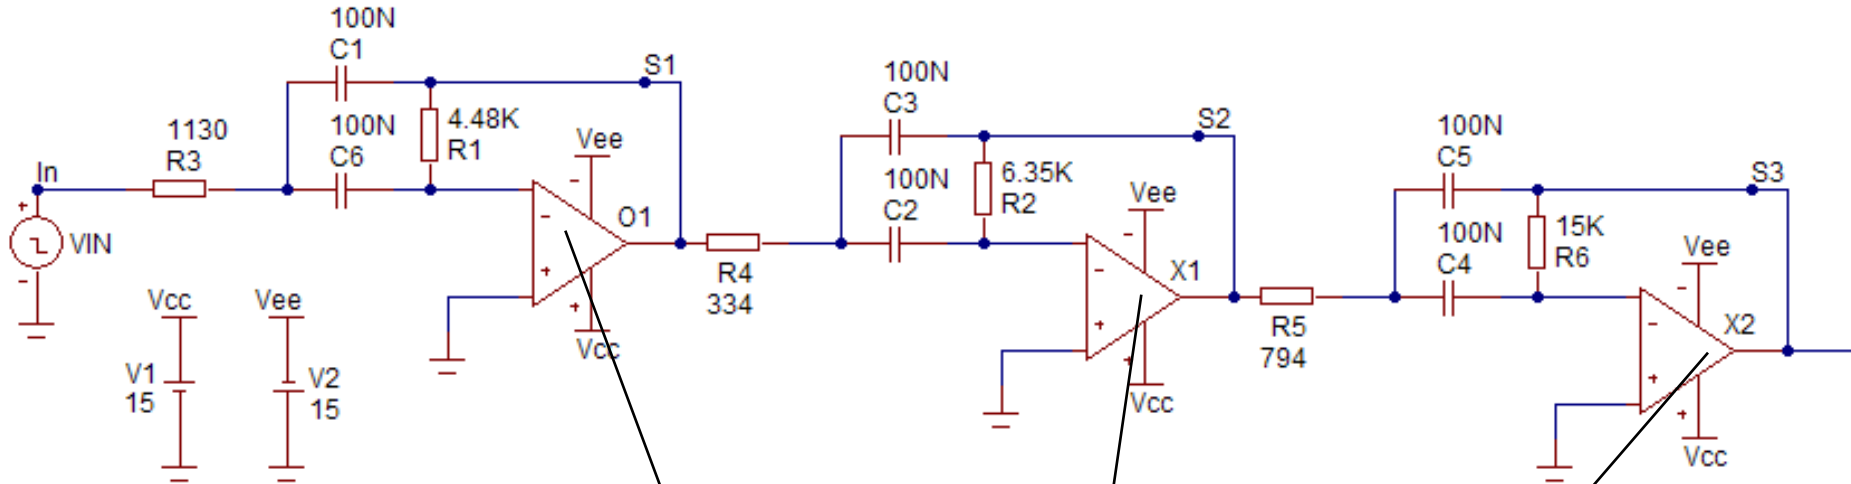 100N
C1
S1
1130
R3
100N
C6
4.48K
R1
Vee
In
+
-
VIN
-
+
-
+
O1
Vcc
Vcc
Vee
V1
15
V2
15
R4
334
100N
C3
S2
100N
C2
6.35K
R2
Vee
-
-
+
+
X1
Vcc
R5
794
100N
C5
S3
100N
C4
15K
R6
Vee
-
-
+
+
X2
Vcc